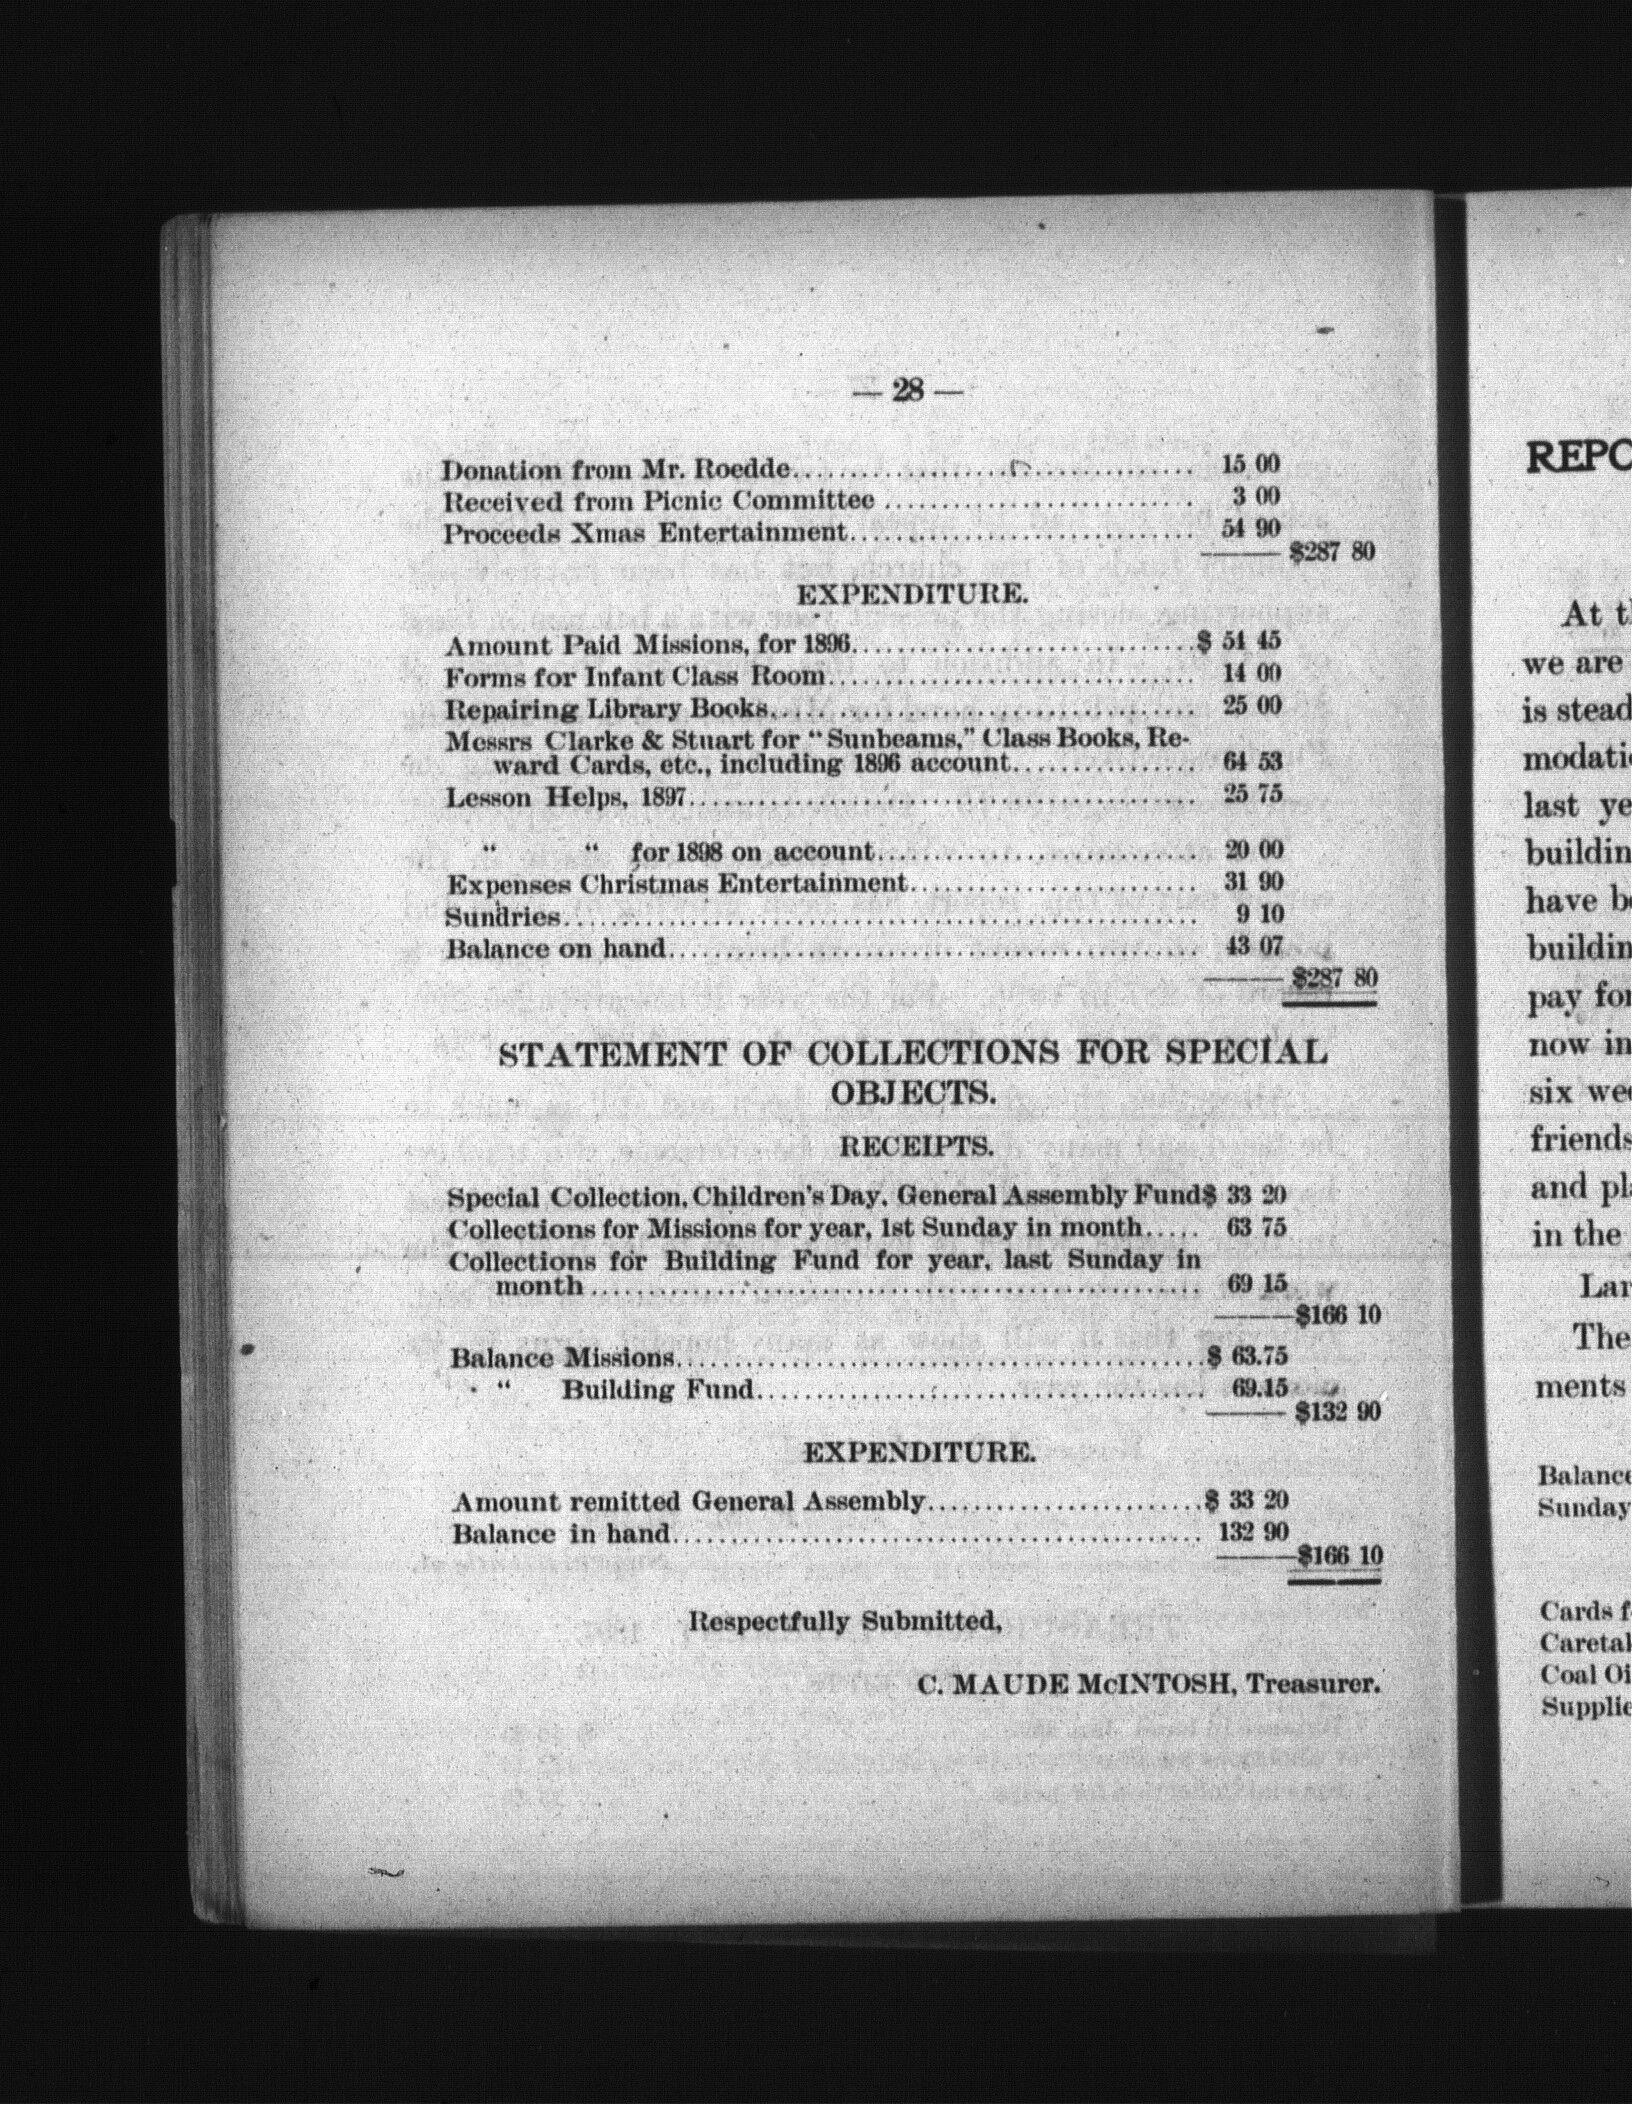 — 28 —
Donation from Mr. Roedde.................................. 15 00
Received from Picnic Committee .......................... 3 00
Proceeds Xmas Entertainment.............................. 54 90
——— $287 80
EXPENDITURE.
Amount Paid Missions, for 1896.............................$ 54 45
Forms for Infant Class Room............................... 14 00
Repairing Library Books.................................... 25 00
Messrs Clarke & Stuart for "Sunbeams," Class Books, Re-
ward Cards, etc., including 1896 account................ 64 53
Lesson Helps, 1897........................................... 25 75
" " for 1898 on account........................... 20 00
Expenses Christmas Entertainment........................ 31 90
Sundries...................................................... 9 10
Balance on hand............................................. 43 07
——— $287 80
STATEMENT OF COLLECTIONS FOR SPECIAL
OBJECTS.
RECEIPTS.
Special Collection, Children's Day, General Assembly Fund$ 33 20
Collections for Missions for year, 1st Sunday in month..... 63 75
Collections for Building Fund for year, last Sunday in
month .................................................... 69 15
———$166 10
Balance Missions.............................................$ 63.75
" Building Fund...................................... 69.15
——— $132 90
EXPENDITURE.
Amount remitted General Assembly........................$ 33 20
Balance in hand............................................. 132 90
———$166 10
Respectfully Submitted,
C. MAUDE McINTOSH, Treasurer.
REPO
At th
we are
is stead
modatio
last ye
buildin
have be
buildin
pay for
now in
six wee
friends
and pla
in the
Lar
The
ments
Balance
Sunday
Cards f
Caretak
Coal Oi
Supplie